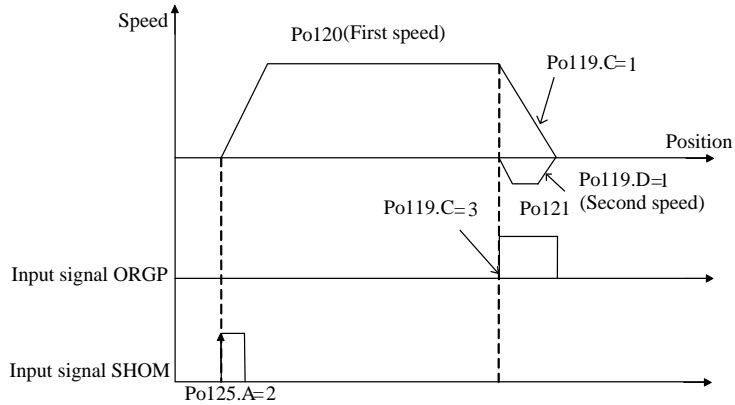 Speed
Po120(First speed)
Po119.C=1
Position
Po119.D=1
(Second speed)
Po119.C=3
Po121
Input signal ORGP
Input signal SHOM
Po125.A=2